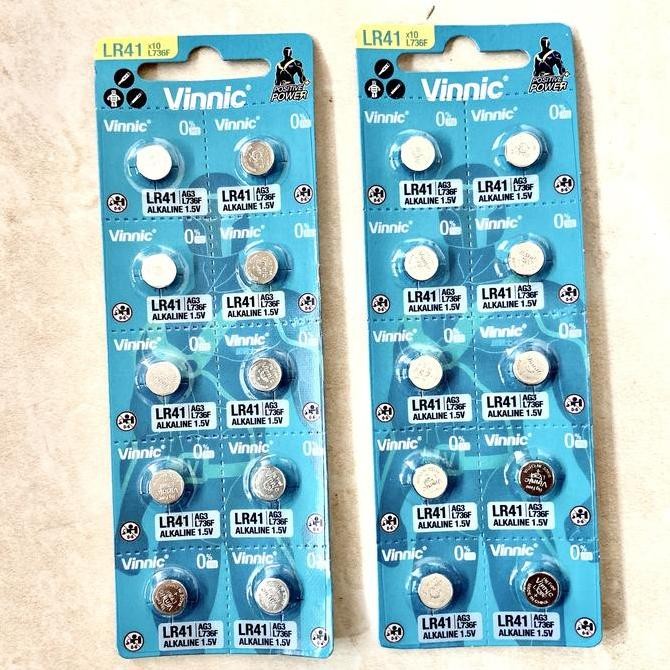 LR41 x10
L736F
POSITIVE
POWER
Vinnic®
Vinnic® 0%
LR41 AG3 L736F
ALKALINE 1.5V
Vinnic® 0%
LR41 AG3 L736F
ALKALINE 1.5V
Vinnic® 0%
LR41 AG3 L736F
ALKALINE 1.5V
Vinnic® 0%
LR41 AG3 L736F
ALKALINE 1.5V
Vinnic® 0%
LR41 AG3 L736F
ALKALINE 1.5V
Vinnic® 0%
LR41 AG3 L736F
ALKALINE 1.5V
Vinnic® 0%
LR41 AG3 L736F
ALKALINE 1.5V
Vinnic® 0%
LR41 AG3 L736F
ALKALINE 1.5V
Vinnic® 0%
LR41 AG3 L736F
ALKALINE 1.5V
Vinnic® 0%
LR41 AG3 L736F
ALKALINE 1.5V
LR41 x10
L736F
POSITIVE
POWER
Vinnic®
Vinnic® 0%
LR41 AG3 L736F
ALKALINE 1.5V
Vinnic® 0%
LR41 AG3 L736F
ALKALINE 1.5V
Vinnic® 0%
LR41 AG3 L736F
ALKALINE 1.5V
Vinnic® 0%
LR41 AG3 L736F
ALKALINE 1.5V
Vinnic® 0%
LR41 AG3 L736F
ALKALINE 1.5V
Vinnic® 0%
LR41 AG3 L736F
ALKALINE 1.5V
Vinnic® 0%
LR41 AG3 L736F
ALKALINE 1.5V
Vinnic® 0%
LR41 AG3 L736F
ALKALINE 1.5V
Vinnic® 0%
LR41 AG3 L736F
ALKALINE 1.5V
Vinnic® 0%
LR41 AG3 L736F
ALKALINE 1.5V